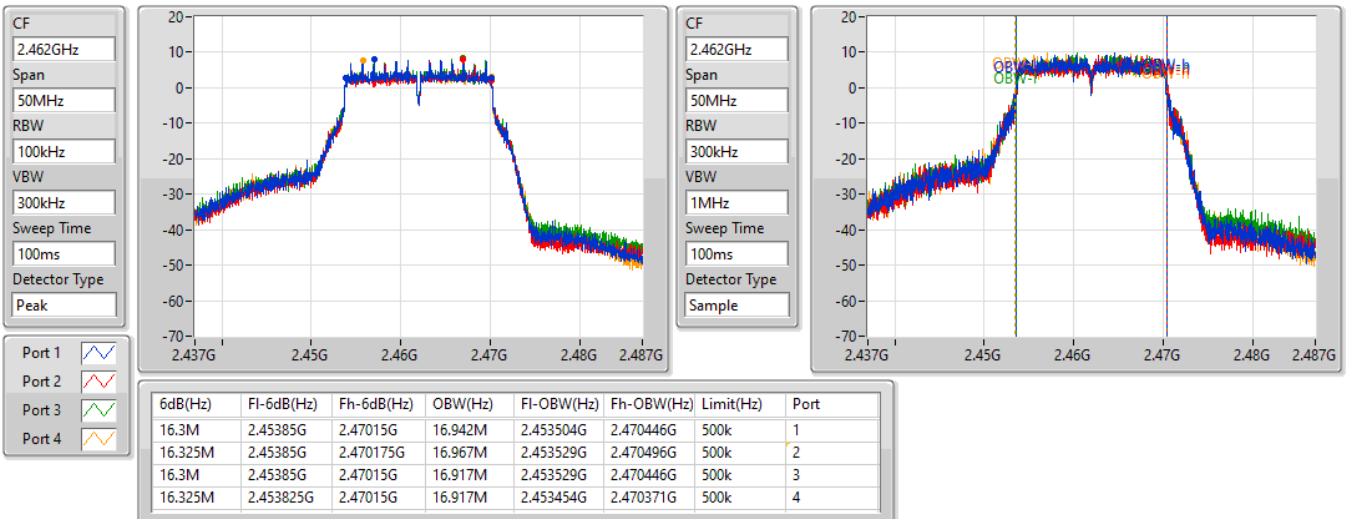 CF
2.462GHz
Span
50MHz
RBW
100kHz
VBW
300kHz
Sweep Time
100ms
Detector Type
Peak
20
10
0
-10
-20
-30
-40
-50
-60
-70
2.437G 2.45G 2.46G 2.47G 2.48G 2.487G
CF
2.462GHz
Span
50MHz
RBW
300kHz
VBW
1MHz
Sweep Time
100ms
Detector Type
Sample
20
10
0
-10
-20
-30
-40
-50
-60
-70
2.437G 2.45G 2.46G 2.47G 2.48G 2.487G
Port 1
Port 2
Port 3
Port 4
6dB(Hz) Fl-6dB(Hz) Fh-6dB(Hz) OBW(Hz) Fl-OBW(Hz) Fh-OBW(Hz) Limit(Hz) Port
16.3M 2.45385G 2.47015G 16.942M 2.453504G 2.470446G 500k 1
16.325M 2.45385G 2.470175G 16.967M 2.453529G 2.470496G 500k 2
16.3M 2.45385G 2.47015G 16.917M 2.453529G 2.470446G 500k 3
16.325M 2.453825G 2.47015G 16.917M 2.453454G 2.470371G 500k 4